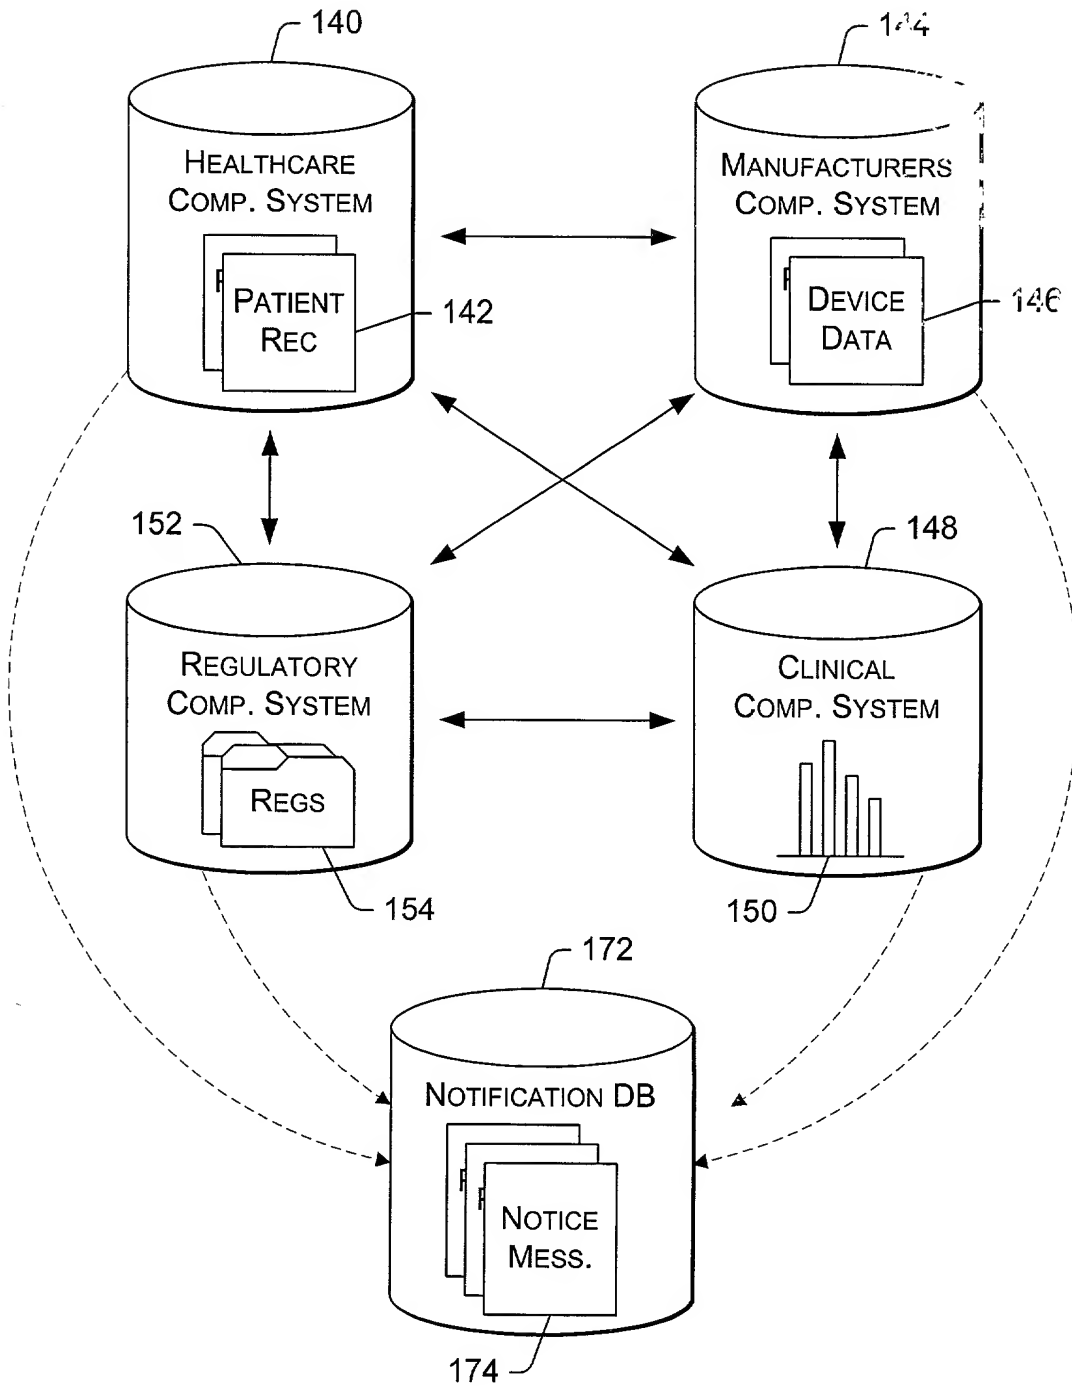 140
144
HEALTHCARE
COMP. SYSTEM
MANUFACTURERS
COMP. SYSTEM
PATIENT
REC
142
DEVICE
DATA
146
152
148
REGULATORY
COMP. SYSTEM
CLINICAL
COMP. SYSTEM
REGS
154
150
172
NOTIFICATION DB
NOTICE
MESS.
174